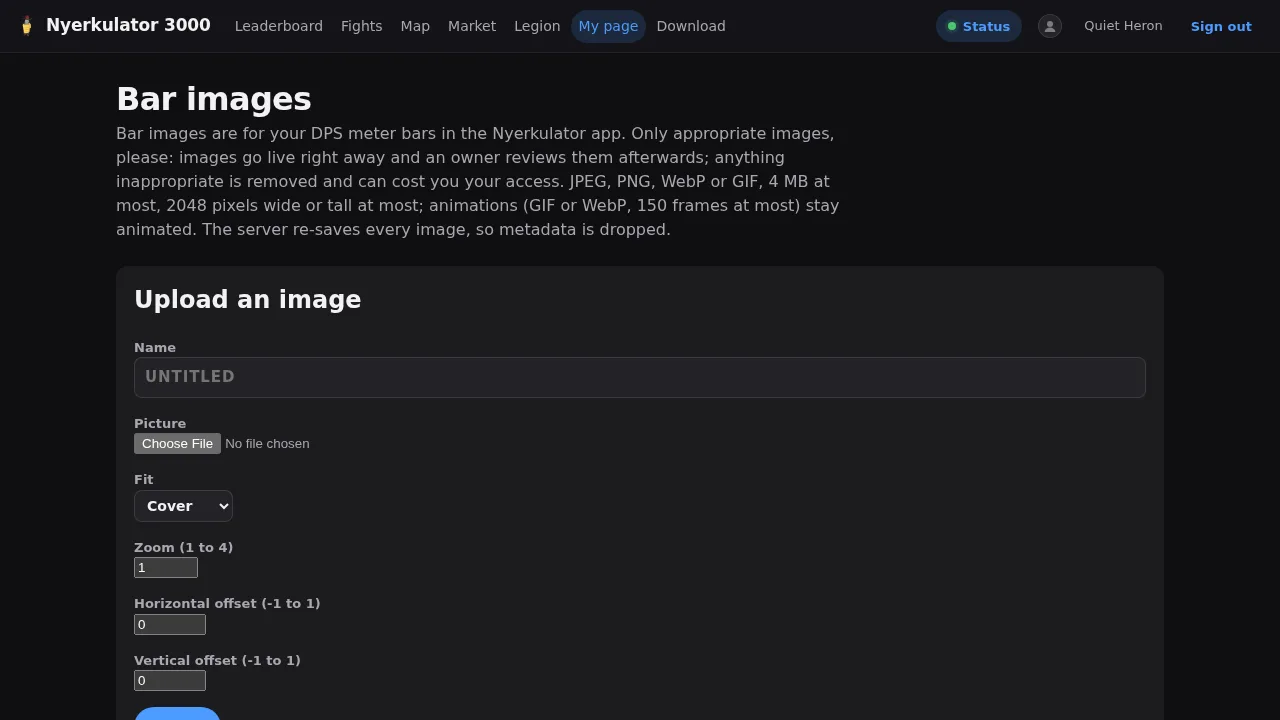 Nyerkulator 3000
Leaderboard
Fights
Map
Market
Legion
My page
Download
Status
Quiet Heron
Sign out
Bar images
Bar images are for your DPS meter bars in the Nyerkulator app. Only appropriate images,
please: images go live right away and an owner reviews them afterwards; anything
inappropriate is removed and can cost you your access. JPEG, PNG, WebP or GIF, 4 MB at
most, 2048 pixels wide or tall at most; animations (GIF or WebP, 150 frames at most) stay
animated. The server re-saves every image, so metadata is dropped.
Upload an image
Name
UNTITLED
Picture
Choose File No file chosen
Fit
Cover
Zoom (1 to 4)
1
Horizontal offset (-1 to 1)
0
Vertical offset (-1 to 1)
0